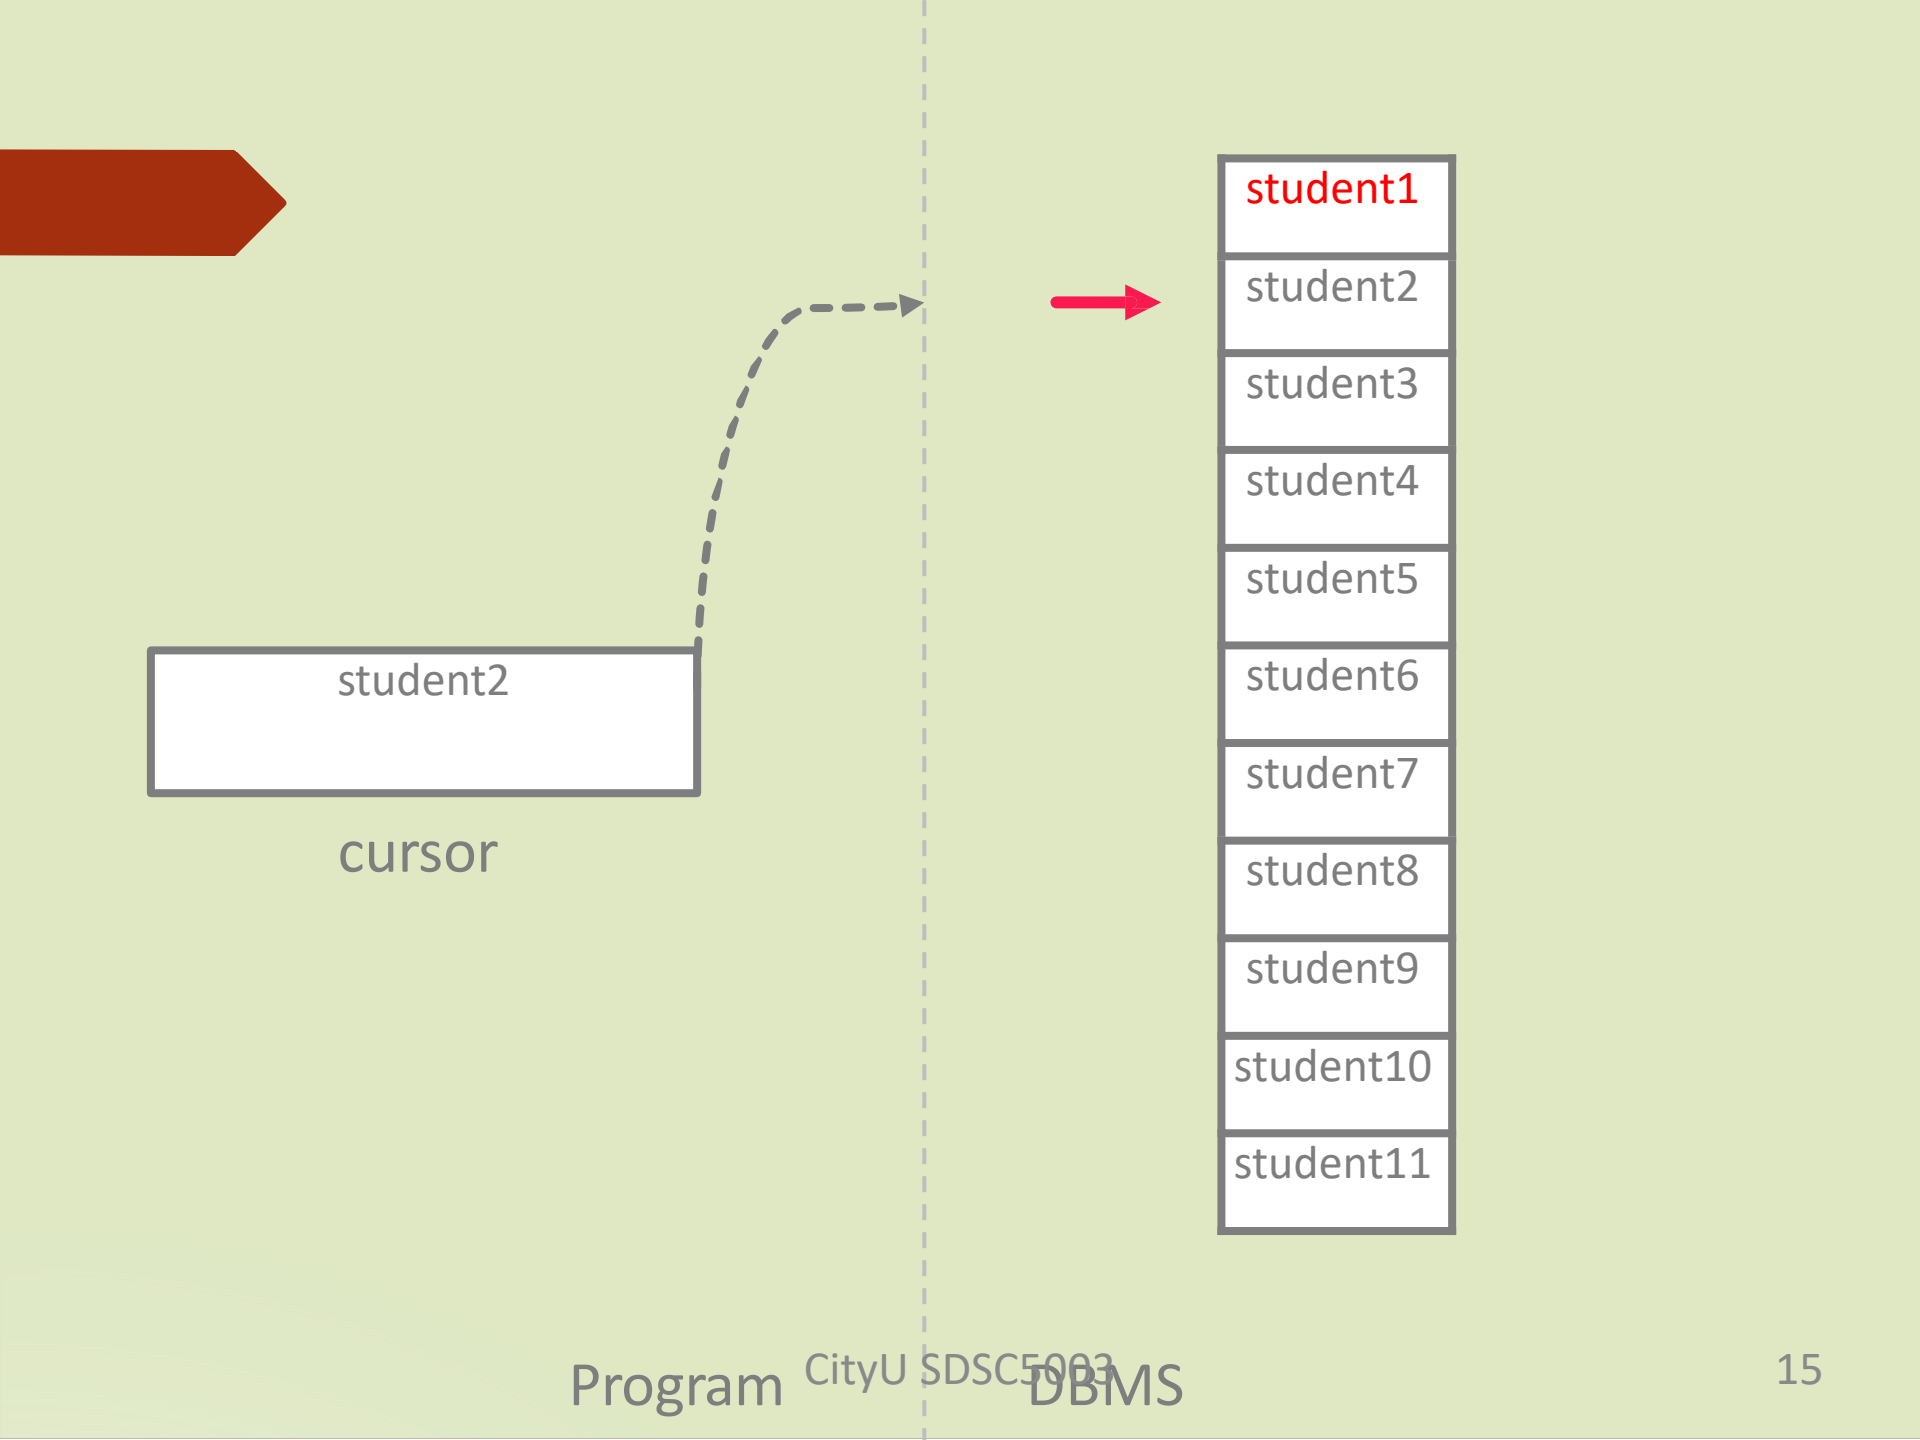 student1
student2
student3
student4
student5
student6
student7
student8
student9
student10
student11
student2
cursor
Program
DBMS
CityU SDSC5003
15